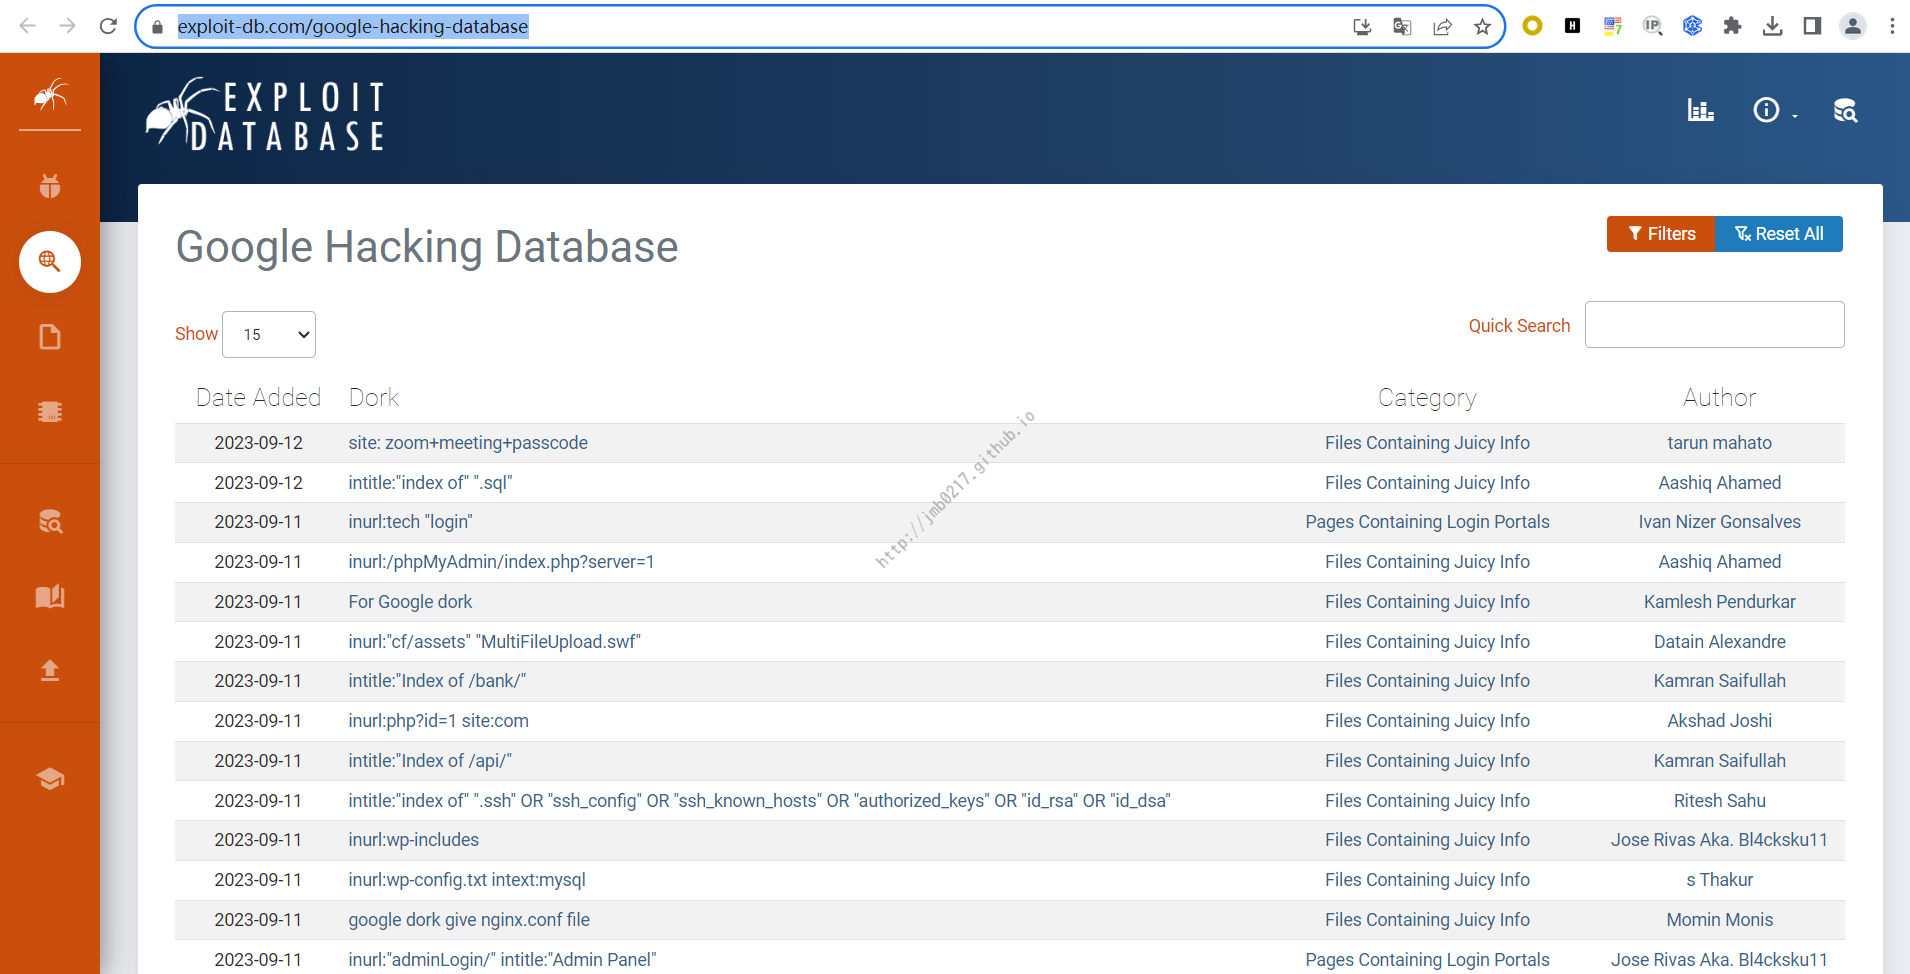 exploit-db.com/google-hacking-database
EXPLOIT
DATABASE
Google Hacking Database
Filters Reset All
Show 15
Quick Search
Date Added Dork Category Author
2023-09-12 site: zoom+meeting+passcode Files Containing Juicy Info tarun mahato
2023-09-12 intitle:"index of" ".sql" Files Containing Juicy Info Aashiq Ahamed
2023-09-11 inurl:tech "login" Pages Containing Login Portals Ivan Nizer Gonsalves
2023-09-11 inurl:/phpMyAdmin/index.php?server=1 Files Containing Juicy Info Aashiq Ahamed
2023-09-11 For Google dork Files Containing Juicy Info Kamlesh Pendurkar
2023-09-11 inurl:"cf/assets" "MultiFileUpload.swf" Files Containing Juicy Info Datain Alexandre
2023-09-11 intitle:"Index of /bank/" Files Containing Juicy Info Kamran Saifullah
2023-09-11 inurl:php?id=1 site:com Files Containing Juicy Info Akshad Joshi
2023-09-11 intitle:"Index of /api/" Files Containing Juicy Info Kamran Saifullah
2023-09-11 intitle:"index of" ".ssh" OR "ssh_config" OR "ssh_known_hosts" OR "authorized_keys" OR "id_rsa" OR "id_dsa" Files Containing Juicy Info Ritesh Sahu
2023-09-11 inurl:wp-includes Files Containing Juicy Info Jose Rivas Aka. Bl4cksku11
2023-09-11 inurl:wp-config.txt intext:mysql Files Containing Juicy Info s Thakur
2023-09-11 google dork give nginx.conf file Files Containing Juicy Info Momin Monis
2023-09-11 inurl:"adminLogin/" intitle:"Admin Panel" Pages Containing Login Portals Jose Rivas Aka. Bl4cksku11
http://jmb0217.github.io